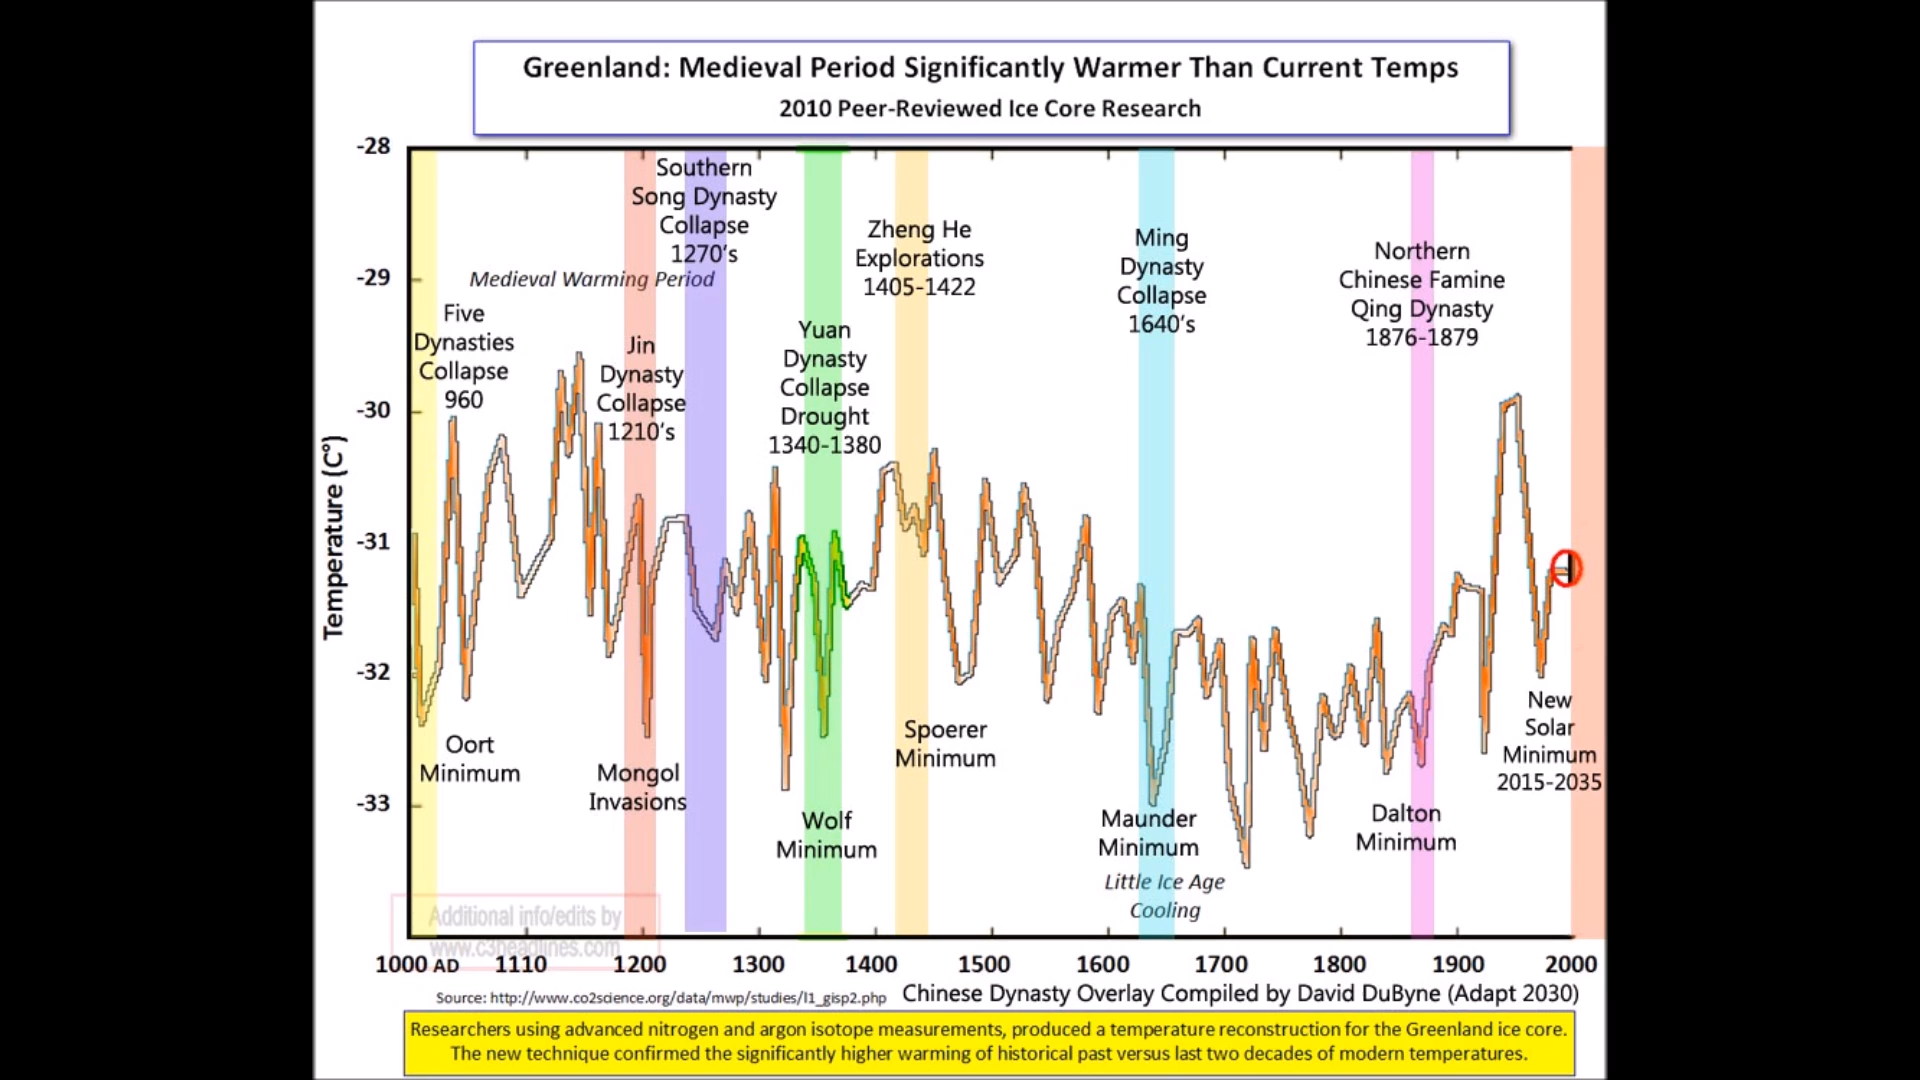 Greenland: Medieval Period Significantly Warmer Than Current Temps
2010 Peer-Reviewed Ice Core Research
-28
-29
-30
-31
-32
-33
Temperature (C°)
Southern
Song Dynasty
Collapse
1270's
Medieval Warming Period
Five
Dynasties
Collapse
960
Jin
Dynasty
Collapse
1210's
Yuan
Dynasty
Collapse
Drought
1340-1380
Zheng He
Explorations
1405-1422
Ming
Dynasty
Collapse
1640's
Northern
Chinese Famine
Qing Dynasty
1876-1879
Oort
Minimum
Mongol
Invasions
Wolf
Minimum
Spoerer
Minimum
Maunder
Minimum
Little Ice Age
Cooling
Dalton
Minimum
New
Solar
Minimum
2015-2035
Additional info/edits by
www.c3headlines.com
1000 AD 1110 1200 1300 1400 1500 1600 1700 1800 1900 2000
Source: http://www.co2science.org/data/mwp/studies/l1_gisp2.php
Chinese Dynasty Overlay Compiled by David DuByne (Adapt 2030)
Researchers using advanced nitrogen and argon isotope measurements, produced a temperature reconstruction for the Greenland ice core.
The new technique confirmed the significantly higher warming of historical past versus last two decades of modern temperatures.